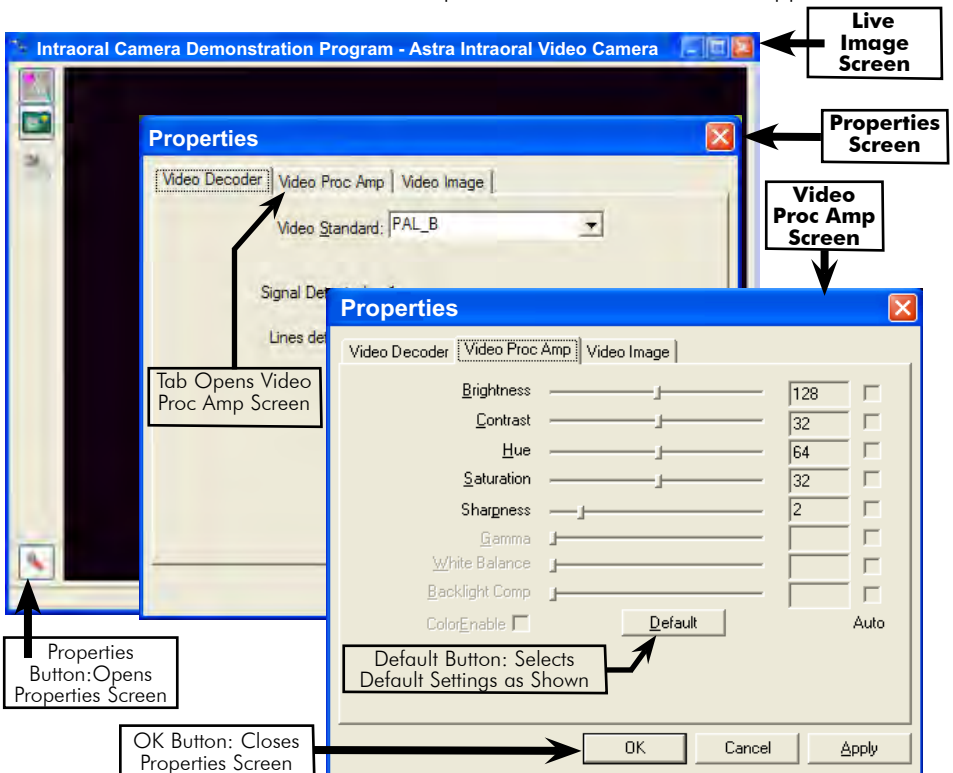 Live
Image
Screen
Intraoral Camera Demonstration Program - Astra Intraoral Video Camera
Properties
Screen
Properties
Video Decoder Video Proc Amp Video Image
Video
Proc Amp
Screen
Video Standard: PAL_B
Signal De
Lines det
Tab Opens Video
Proc Amp Screen
Properties
Video Decoder Video Proc Amp Video Image
Brightness 128
Contrast 32
Hue 64
Saturation 32
Sharpness 2
Gamma
White Balance
Backlight Comp
ColorEnable Default Auto
Default Button: Selects
Default Settings as Shown
Properties
Button:Opens
Properties Screen
OK Button: Closes
Properties Screen
OK Cancel Apply